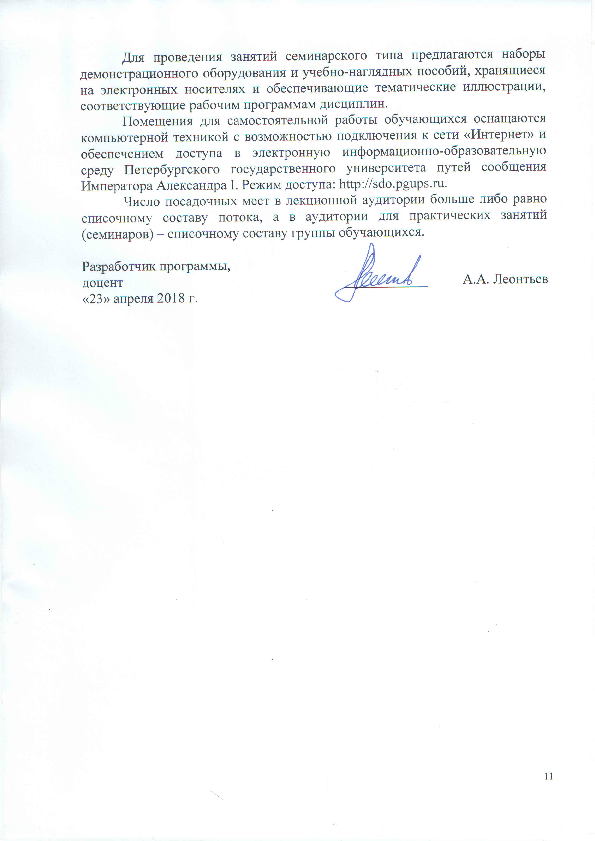 Для проведения занятий семинарского типа предлагаются наборы
демонстрационного оборудования и учебно-наглядных пособий, хранящиеся
на электронных носителях и обеспечивающие тематические иллюстрации,
соответствующие рабочим программам дисциплин.
Помещения для самостоятельной работы обучающихся оснащаются
компьютерной техникой с возможностью подключения к сети «Интернет» и
обеспечением доступа в электронную информационно-образовательную
среду Петербургского государственного университета путей сообщения
Императора Александра I. Режим доступа: http://sdo.pgups.ru.
Число посадочных мест в лекционной аудитории больше либо равно
списочному составу потока, а в аудитории для практических занятий
(семинаров) – списочному составу группы обучающихся.
Разработчик программы,
доцент А.А. Леонтьев
«23» апреля 2018 г.
11